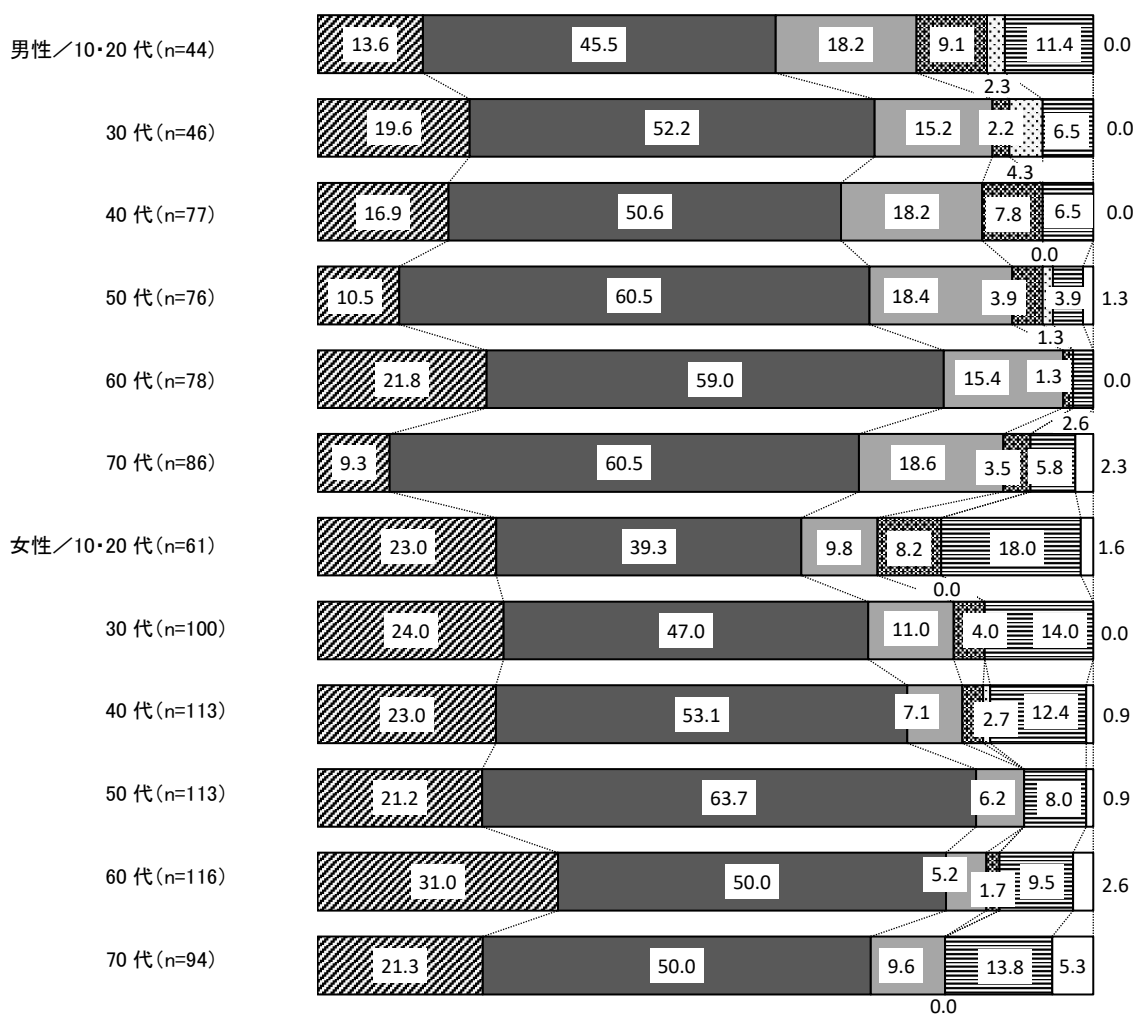 男性／10・20 代(n=44) 13.6 45.5 18.2 9.1 11.4 0.0
2.3
30 代(n=46) 19.6 52.2 15.2 2.2 6.5 0.0
4.3
40 代(n=77) 16.9 50.6 18.2 7.8 6.5 0.0
0.0
50 代(n=76) 10.5 60.5 18.4 3.9 3.9 1.3
1.3
60 代(n=78) 21.8 59.0 15.4 1.3 0.0
2.6
70 代(n=86) 9.3 60.5 18.6 3.5 5.8 2.3
女性／10・20 代(n=61) 23.0 39.3 9.8 8.2 18.0 1.6
0.0
30 代(n=100) 24.0 47.0 11.0 4.0 14.0 0.0
40 代(n=113) 23.0 53.1 7.1 2.7 12.4 0.9
50 代(n=113) 21.2 63.7 6.2 8.0 0.9
60 代(n=116) 31.0 50.0 5.2 1.7 9.5 2.6
70 代(n=94) 21.3 50.0 9.6 13.8 5.3
0.0